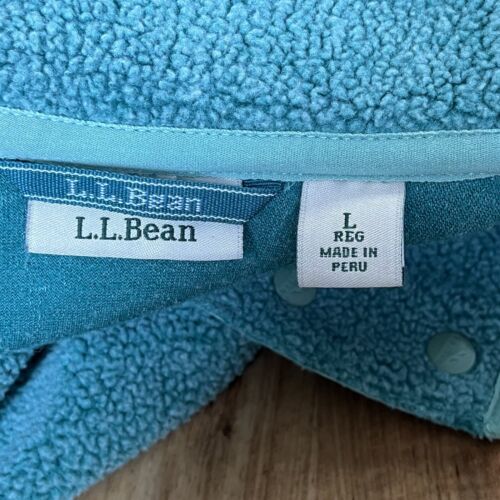 L.L.Bean
L.L.Bean
L
REG
MADE IN
PERU